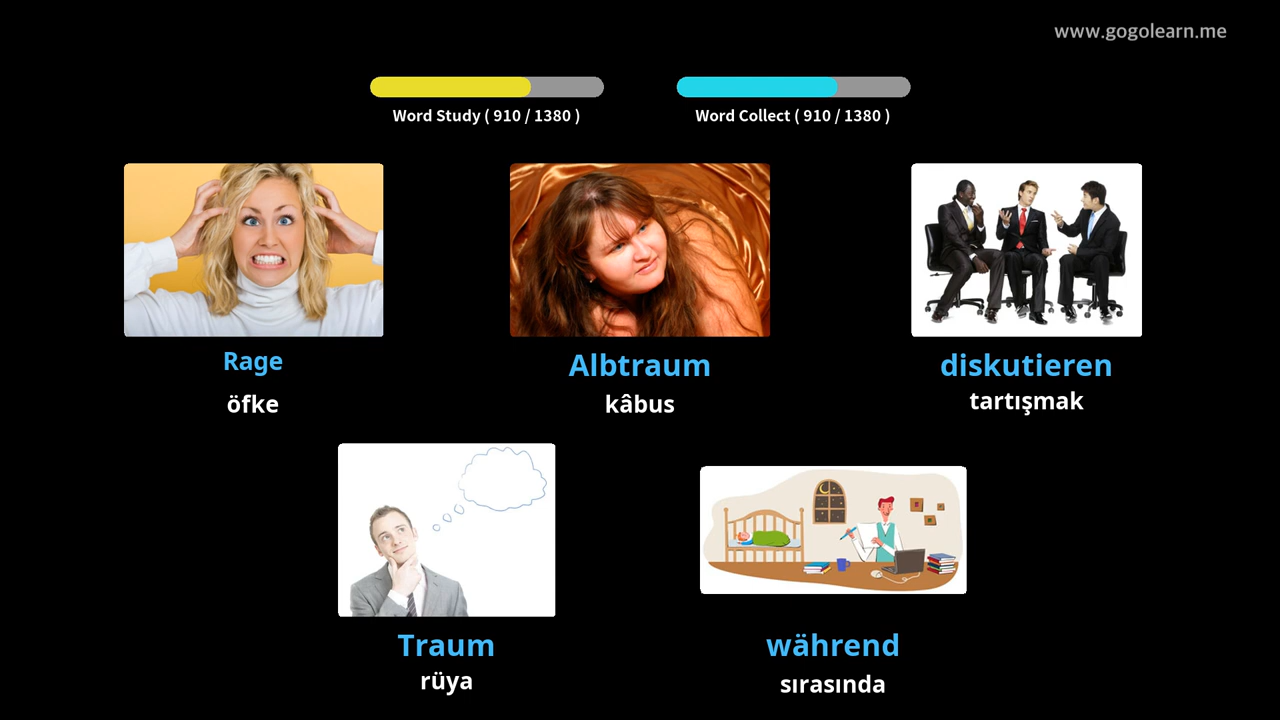 www.gogolearn.me
Word Study ( 910 / 1380 )
Word Collect ( 910 / 1380 )
Rage
öfke
Albtraum
kâbus
diskutieren
tartışmak
Traum
rüya
während
sırasında